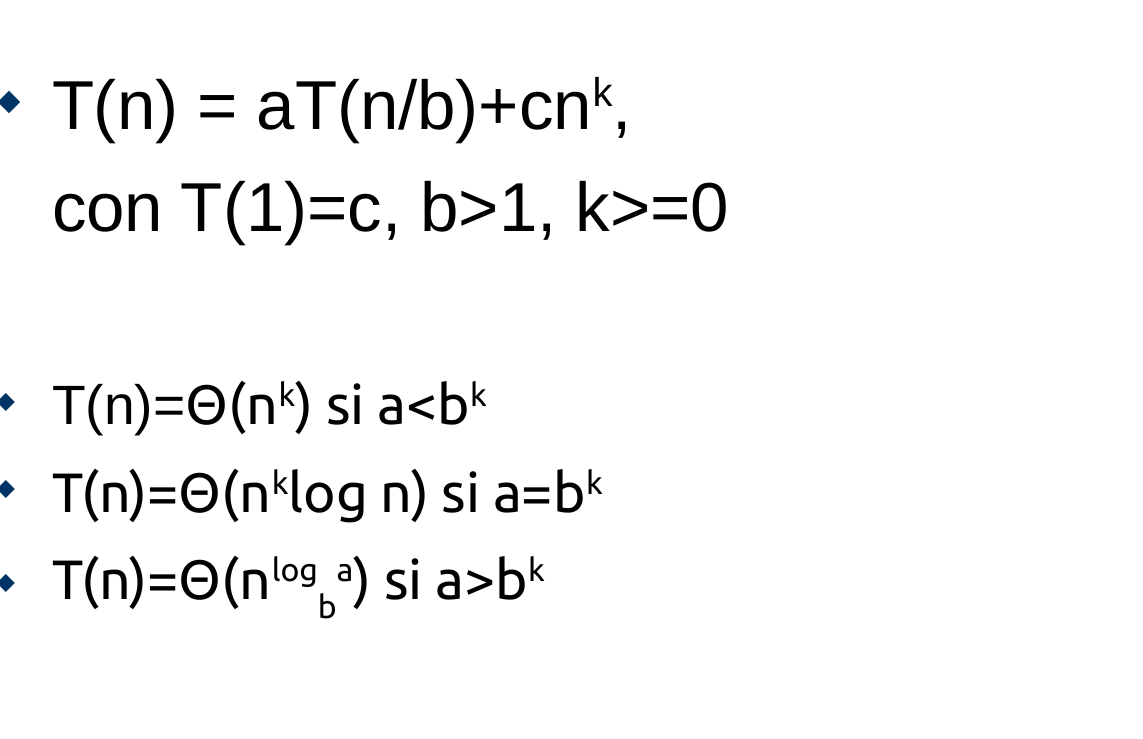 T(n) = aT(n/b)+cnᵏ,
con T(1)=c, b>1, k>=0
T(n)=Θ(nᵏ) si a<bᵏ
T(n)=Θ(nᵏlog n) si a=bᵏ
T(n)=Θ(n^log_b a) si a>bᵏ